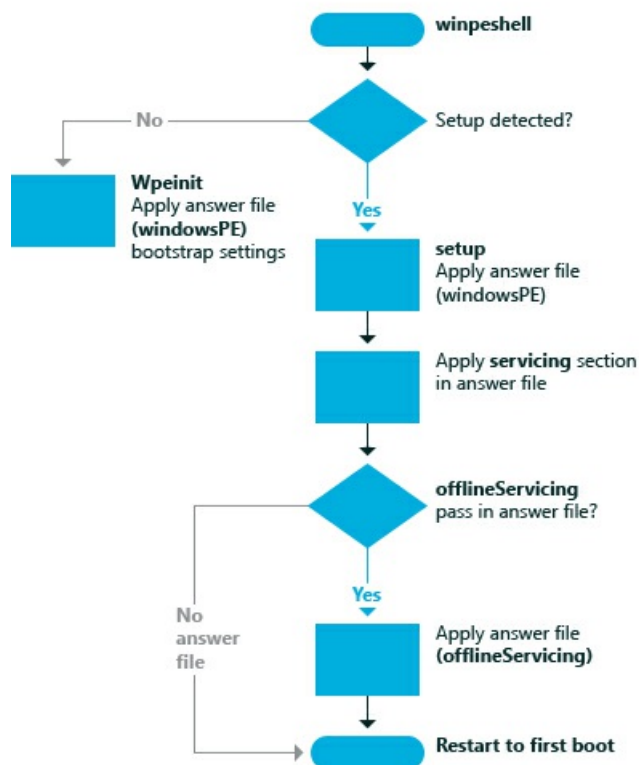 winpeshell
Setup detected?
No
Wpeinit
Apply answer file
(windowsPE)
bootstrap settings
Yes
setup
Apply answer file
(windowsPE)
Apply servicing section
in answer file
offlineServicing
pass in answer file?
Yes
No
answer
file
Apply answer file
(offlineServicing)
Restart to first boot